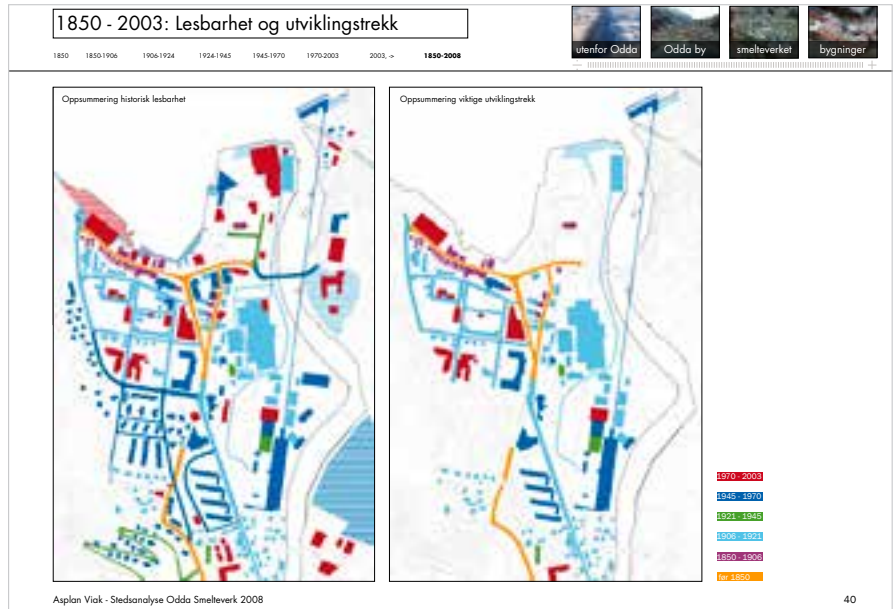 1850 - 2003: Lesbarhet og utviklingstrekk
1850 1850-1906 1906-1924 1924-1945 1945-1970 1970-2003 2003, -> 1850-2008
utenfor Odda Odda by smelteverket bygninger
Oppsummering historisk lesbarhet
Oppsummering viktige utviklingstrekk
1970 - 2003
1945 - 1970
1921 - 1945
1906 - 1921
1850 - 1906
før 1850
Asplan Viak - Stedsanalyse Odda Smelteverk 2008
40